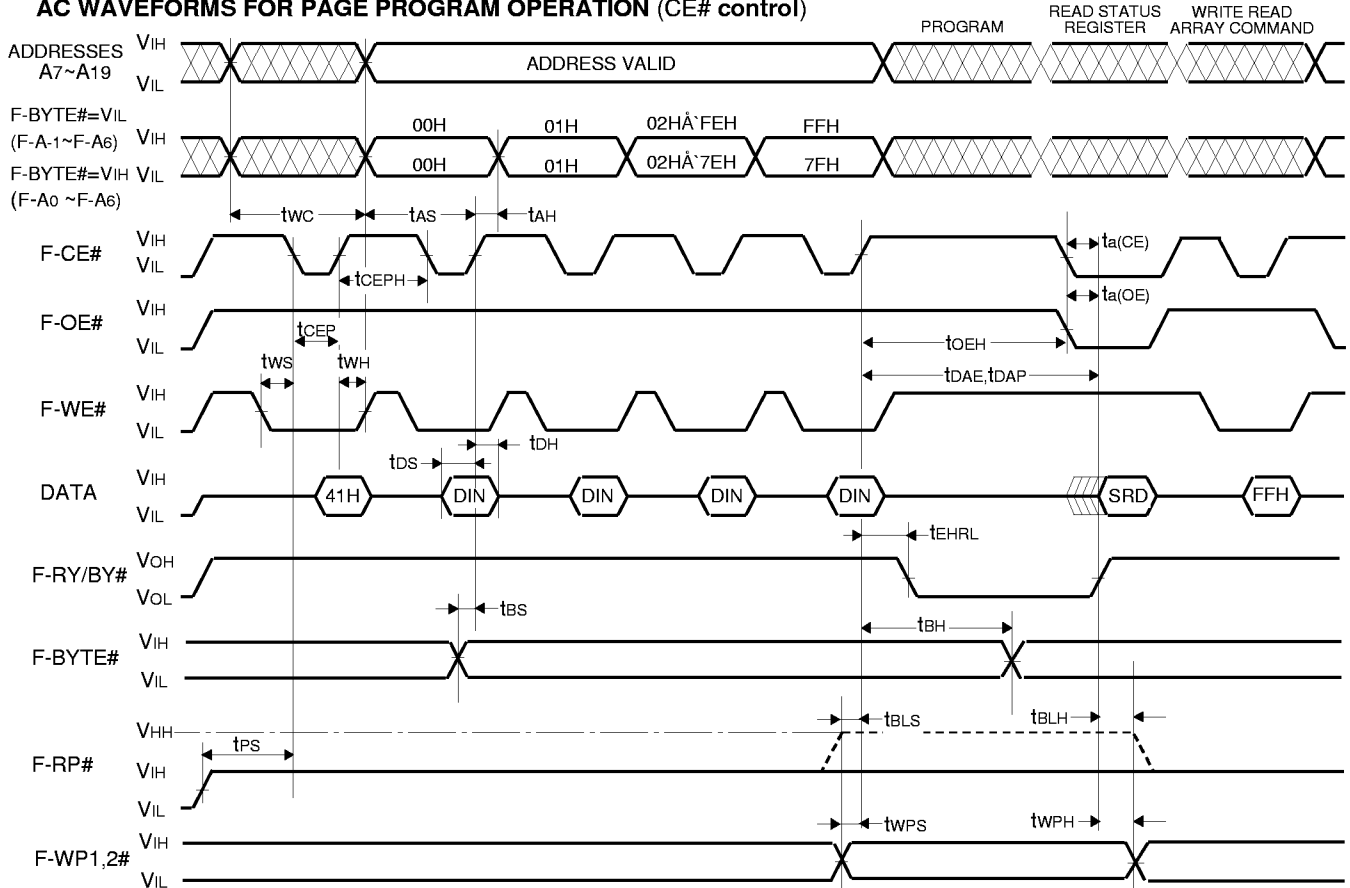 AC WAVEFORMS FOR PAGE PROGRAM OPERATION (CE# control)
PROGRAM
READ STATUS
REGISTER
WRITE READ
ARRAY COMMAND
ADDRESSES
A7~A19
VIH
VIL
ADDRESS VALID
F-BYTE#=VIL
(F-A-1~F-A6)
F-BYTE#=VIH
(F-A0 ~F-A6)
VIH
VIL
00H 01H 02HÅ`FEH FFH
00H 01H 02HÅ`7EH 7FH
tWC tAS tAH
F-CE#
VIH
VIL
tCEPH
ta(CE)
F-OE#
VIH
VIL
tCEP
ta(OE)
tOEH
tWS tWH
tDAE,tDAP
F-WE#
VIH
VIL
tDH
tDS
DATA
VIH
VIL
41H DIN DIN DIN DIN SRD FFH
tEHRL
F-RY/BY#
VOH
VOL
tBS
tBH
F-BYTE#
VIH
VIL
tBLS tBLH
F-RP#
VHH
VIH
VIL
tPS
tWPS tWPH
F-WP1,2#
VIH
VIL